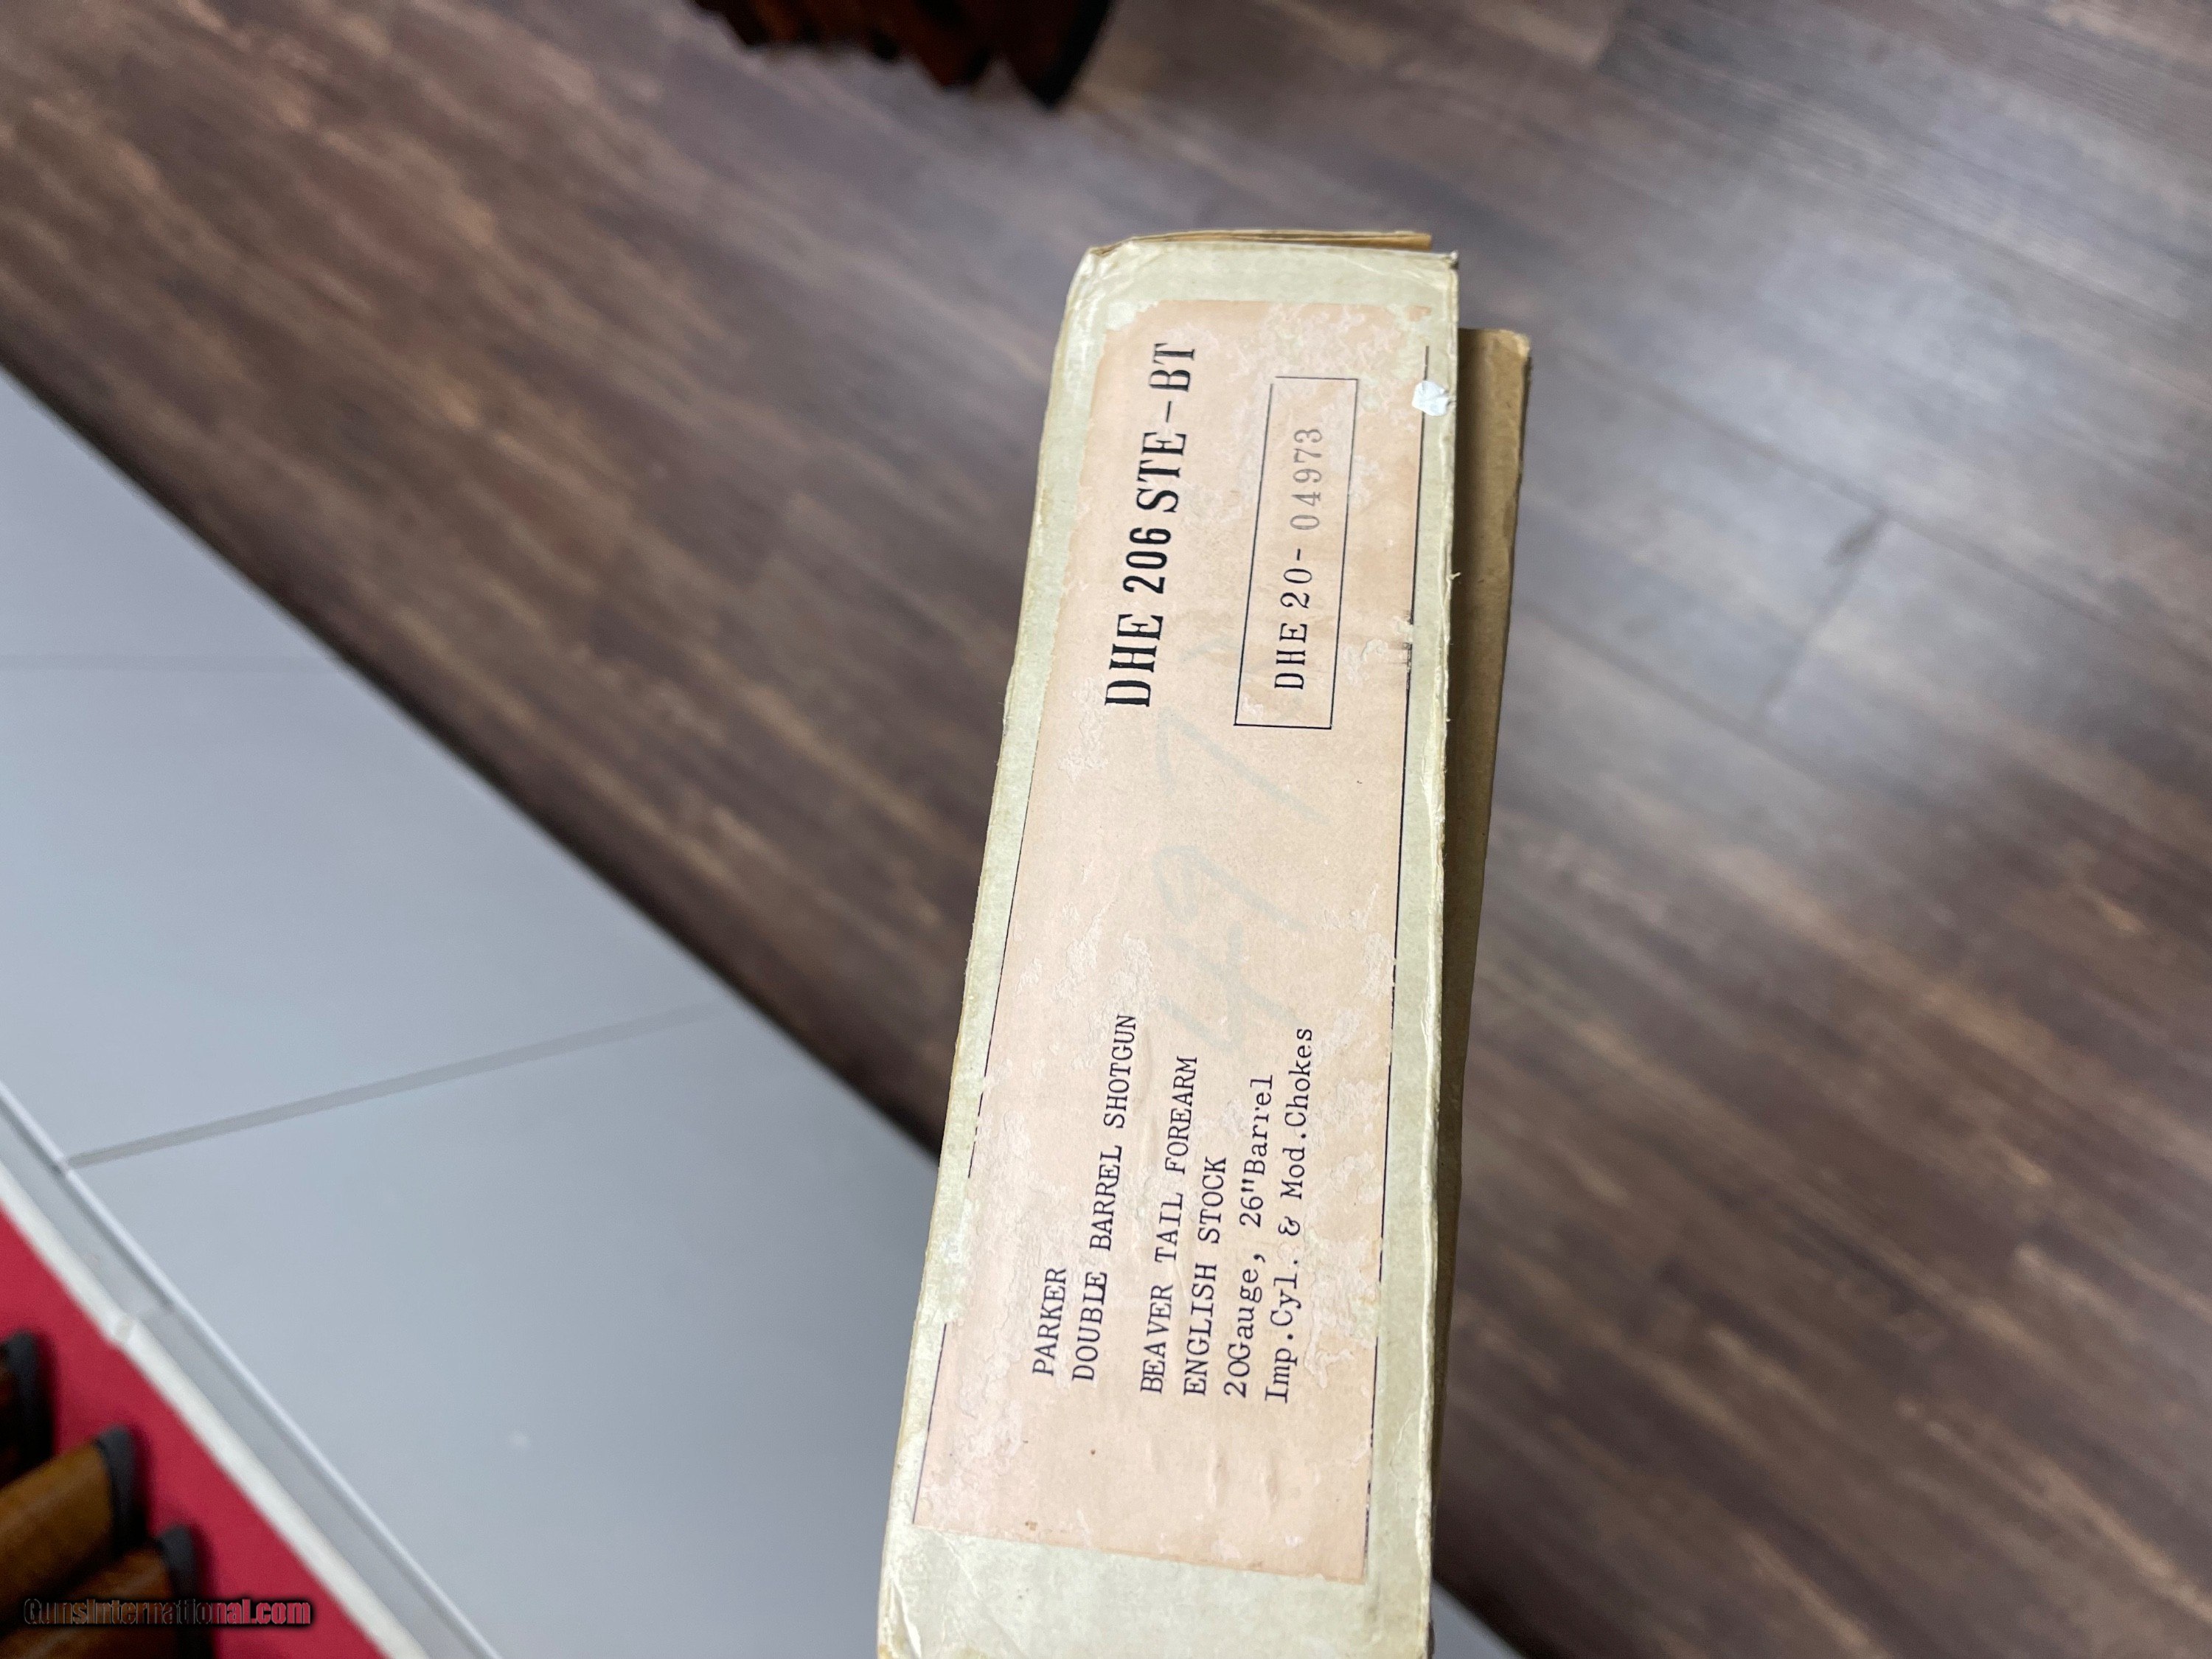 PARKER
DOUBLE BARREL SHOTGUN
BEAVER TAIL FOREARM
ENGLISH STOCK
20Gauge, 26"Barrel
Imp.Cyl. & Mod.Chokes
497
DHE 206 STE-BT
DHE 20- 04973
GunsInternational.com